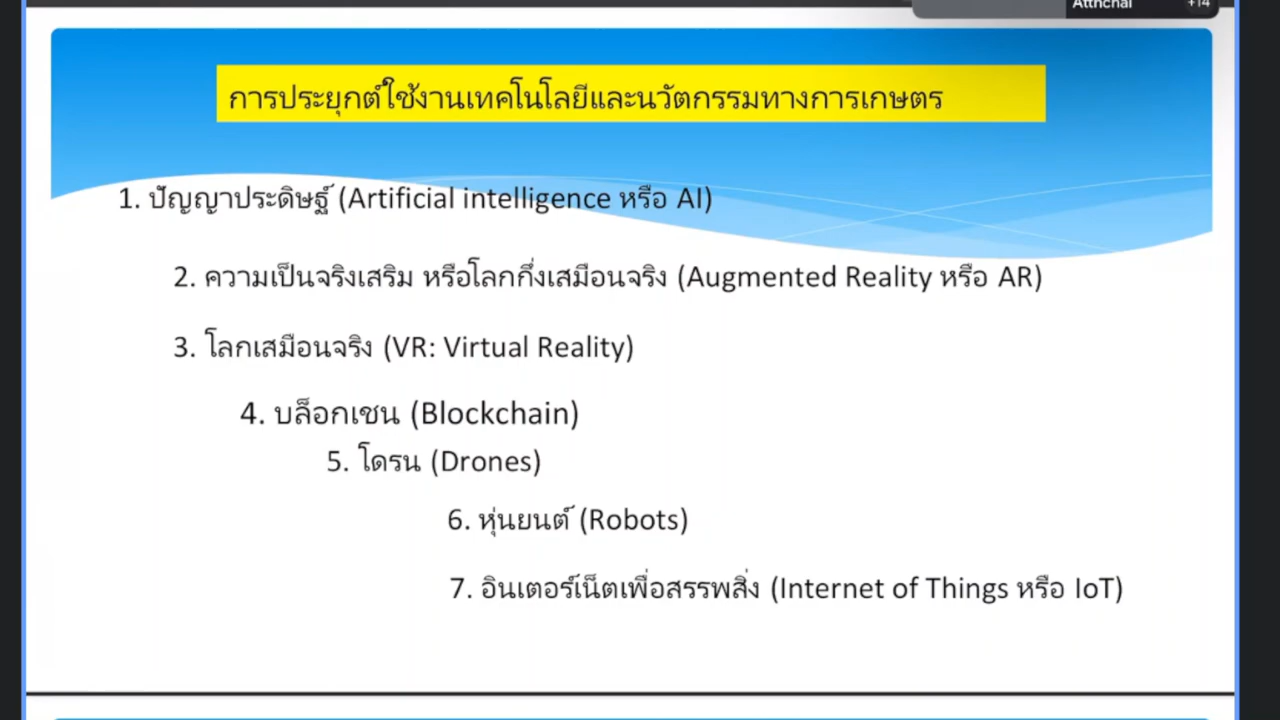 Atthchai +14
การประยุกต์ใช้งานเทคโนโลยีและนวัตกรรมทางการเกษตร
1. ปัญญาประดิษฐ์ (Artificial intelligence หรือ AI)
2. ความเป็นจริงเสริม หรือโลกกึ่งเสมือนจริง (Augmented Reality หรือ AR)
3. โลกเสมือนจริง (VR: Virtual Reality)
4. บล็อกเชน (Blockchain)
5. โดรน (Drones)
6. หุ่นยนต์ (Robots)
7. อินเตอร์เน็ตเพื่อสรรพสิ่ง (Internet of Things หรือ IoT)